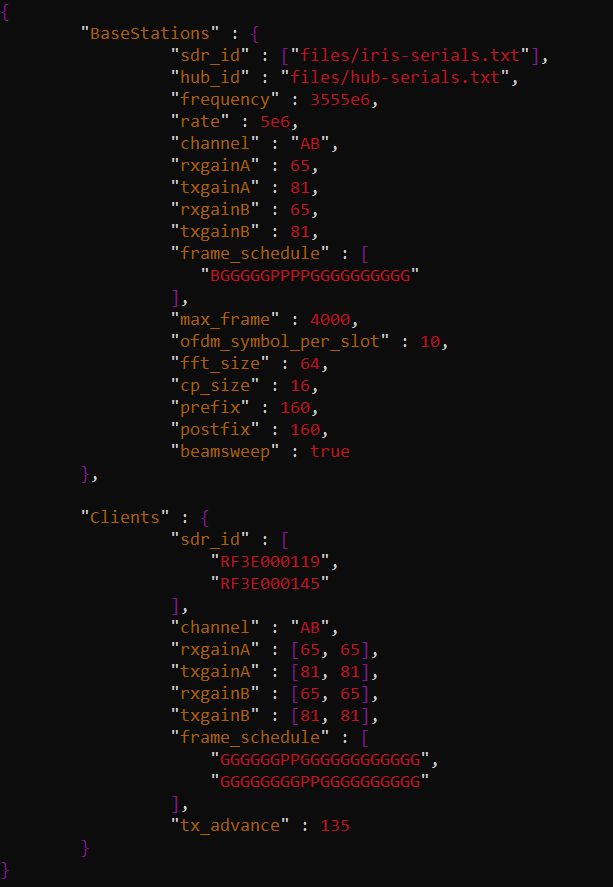 {
"BaseStations" : {
"sdr_id" : ["files/iris-serials.txt"],
"hub_id" : "files/hub-serials.txt",
"frequency" : 3555e6,
"rate" : 5e6,
"channel" : "AB",
"rxgainA" : 65,
"txgainA" : 81,
"rxgainB" : 65,
"txgainB" : 81,
"frame_schedule" : [
"BGGGGGPPPPGGGGGGGGGG"
],
"max_frame" : 4000,
"ofdm_symbol_per_slot" : 10,
"fft_size" : 64,
"cp_size" : 16,
"prefix" : 160,
"postfix" : 160,
"beamsweep" : true
},
"Clients" : {
"sdr_id" : [
"RF3E000119",
"RF3E000145"
],
"channel" : "AB",
"rxgainA" : [65, 65],
"txgainA" : [81, 81],
"rxgainB" : [65, 65],
"txgainB" : [81, 81],
"frame_schedule" : [
"GGGGGGPPGGGGGGGGGGGG",
"GGGGGGGGPPGGGGGGGGGG"
],
"tx_advance" : 135
}
}